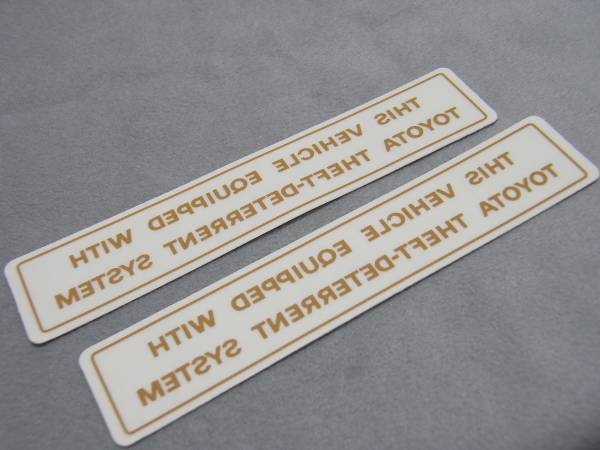 THIS VEHICLE EQUIPPED WITH
TOYOTA THEFT-DETERRENT SYSTEM
THIS VEHICLE EQUIPPED WITH
TOYOTA THEFT-DETERRENT SYSTEM